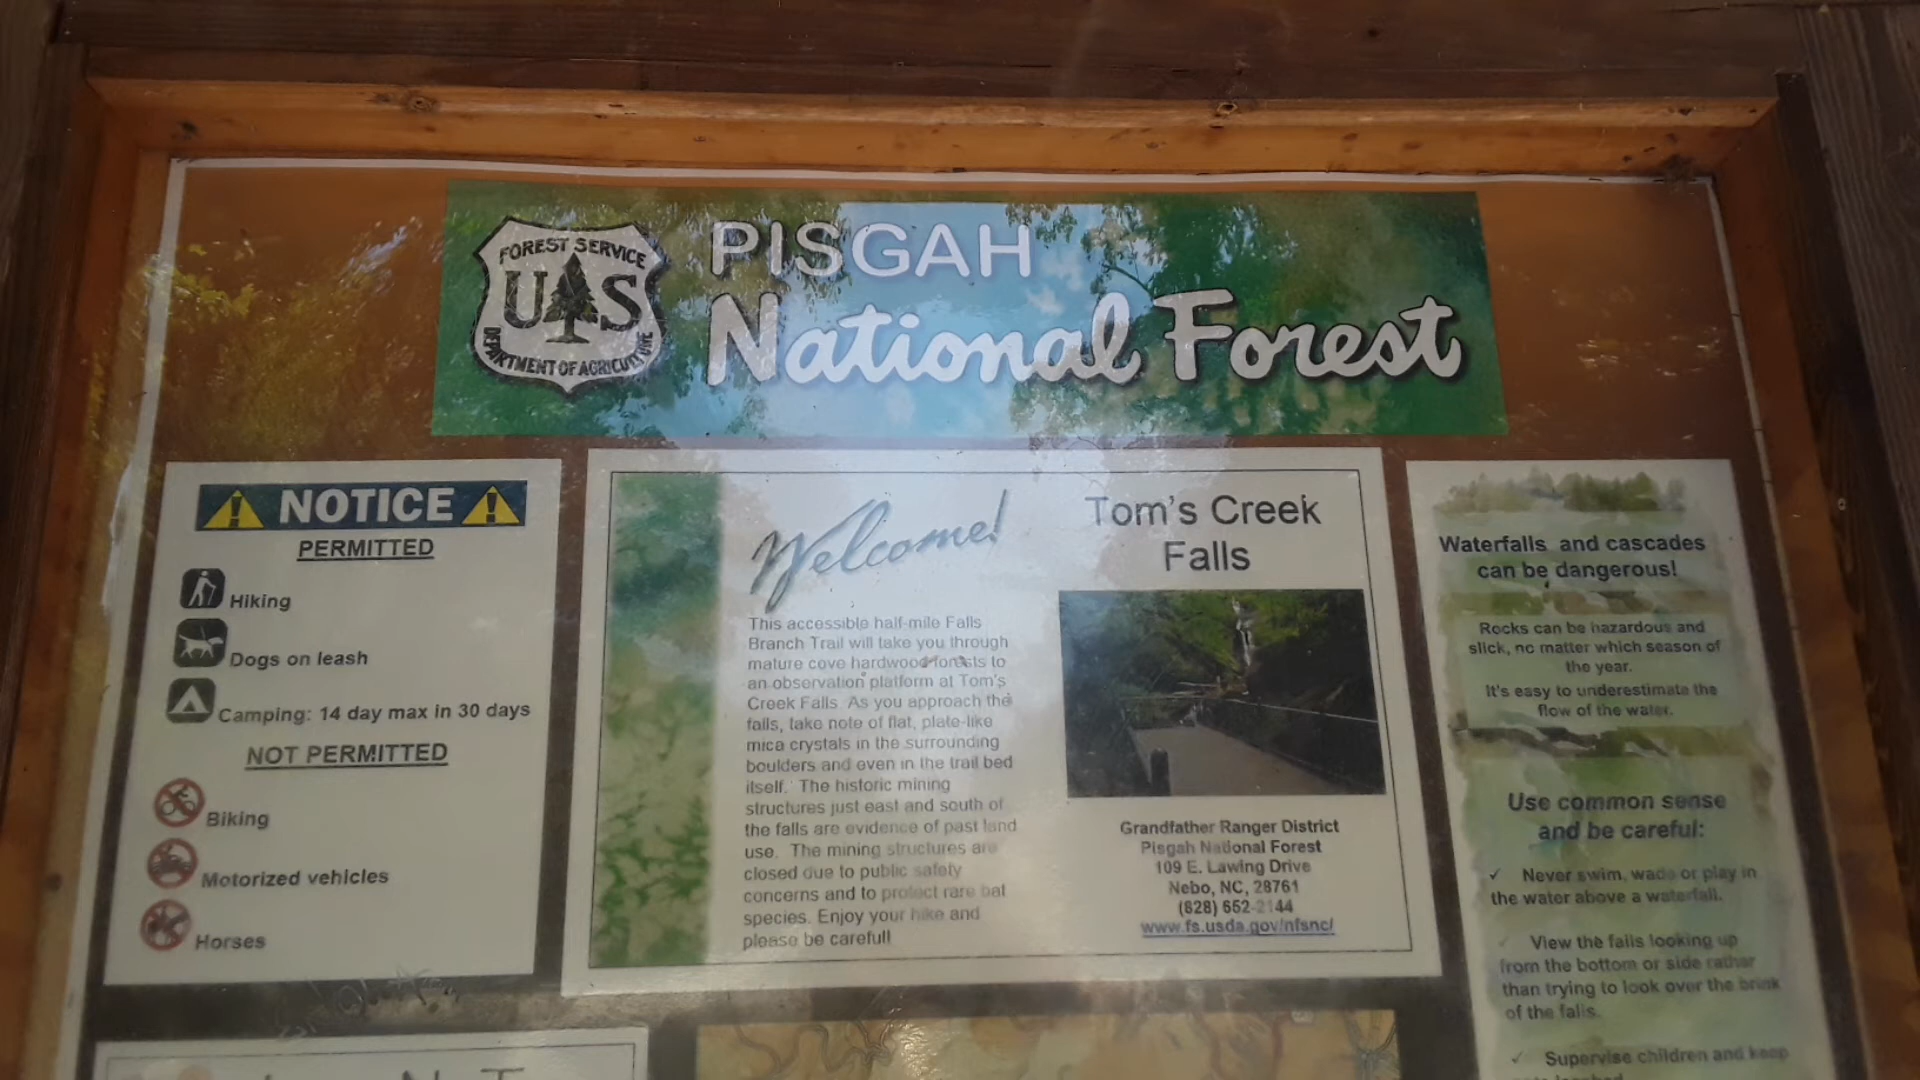 FOREST SERVICE
U S
DEPARTMENT OF AGRICULTURE
PISGAH
National Forest
NOTICE
PERMITTED
Hiking
Dogs on leash
Camping: 14 day max in 30 days
NOT PERMITTED
Biking
Motorized vehicles
Horses
Welcome!
This accessible half-mile Falls
Branch Trail will take you through
mature cove hardwood forests to
an observation platform at Tom's
Creek Falls. As you approach the
falls, take note of flat, plate-like
mica crystals in the surrounding
boulders and even in the trail bed
itself. The historic mining
structures just east and south of
the falls are evidence of past land
use. The mining structures are
closed due to public safety
concerns and to protect rare bat
species. Enjoy your hike and
please be careful!
Tom's Creek
Falls
Grandfather Ranger District
Pisgah National Forest
109 E. Lawing Drive
Nebo, NC, 28761
(828) 652-2144
www.fs.usda.gov/nfsnc/
Waterfalls and cascades
can be dangerous!
Rocks can be hazardous and
slick, no matter which season of
the year.
It's easy to underestimate the
flow of the water.
Use common sense
and be careful:
✓ Never swim, wade or play in
the water above a waterfall.
✓ View the falls looking up
from the bottom or side rather
than trying to look over the brink
of the falls.
✓ Supervise children and keep